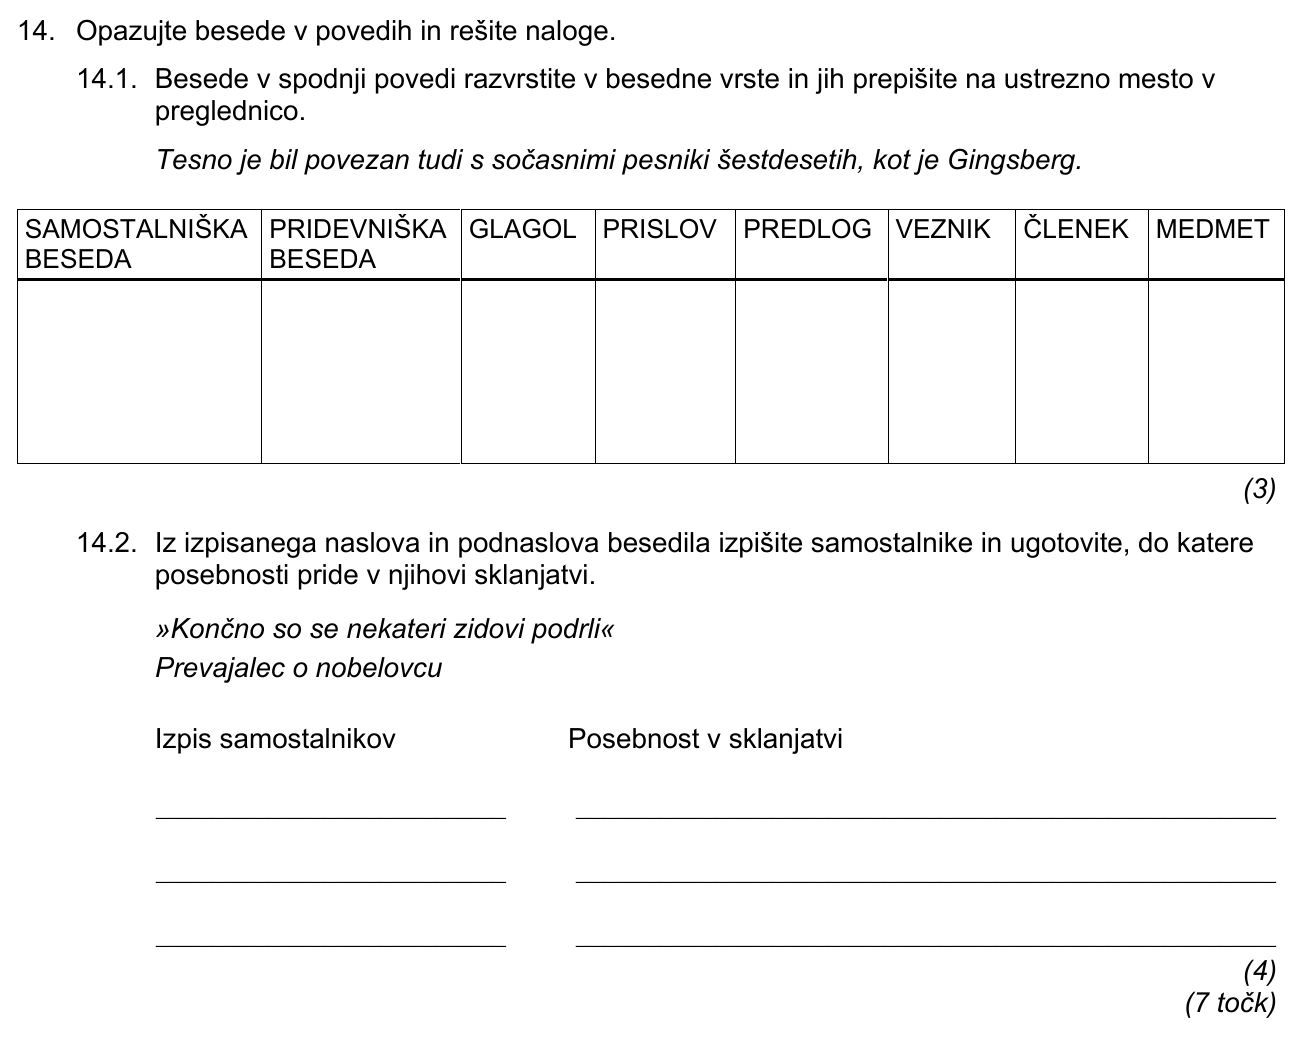 14. Opazujte besede v povedih in rešite naloge.
14.1. Besede v spodnji povedi razvrstite v besedne vrste in jih prepišite na ustrezno mesto v
preglednico.
Tesno je bil povezan tudi s sočasnimi pesniki šestdesetih, kot je Gingsberg.
SAMOSTALNIŠKA BESEDA PRIDEVNIŠKA BESEDA GLAGOL PRISLOV PREDLOG VEZNIK ČLENEK MEDMET
(3)
14.2. Iz izpisanega naslova in podnaslova besedila izpišite samostalnike in ugotovite, do katere
posebnosti pride v njihovi sklanjatvi.
»Končno so se nekateri zidovi podrli«
Prevajalec o nobelovcu
Izpis samostalnikov Posebnost v sklanjatvi
(4)
(7 točk)